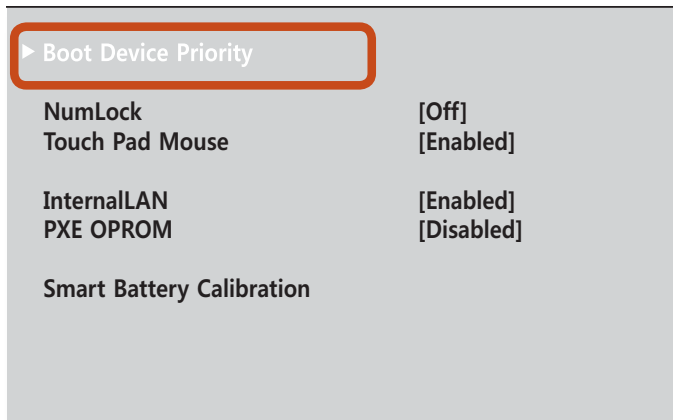 ▶ Boot Device Priority
NumLock [Off]
Touch Pad Mouse [Enabled]
InternalLAN [Enabled]
PXE OPROM [Disabled]
Smart Battery Calibration